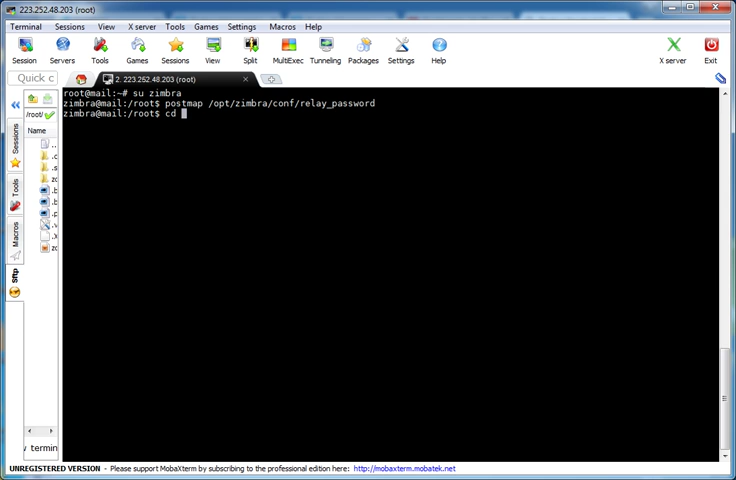 223.252.48.203 (root)
Terminal Sessions View X server Tools Games Settings Macros Help
Session Servers Tools Games Sessions View Split MultiExec Tunneling Packages Settings Help X server Exit
Quick c
2. 223.252.48.203 (root)
/root/
Name
..
Sessions
Tools
Macros
Sftp
root@mail:~# su zimbra
zimbra@mail:/root$ postmap /opt/zimbra/conf/relay_password
zimbra@mail:/root$ cd
termin
UNREGISTERED VERSION - Please support MobaXterm by subscribing to the professional edition here: http://mobaxterm.mobatek.net